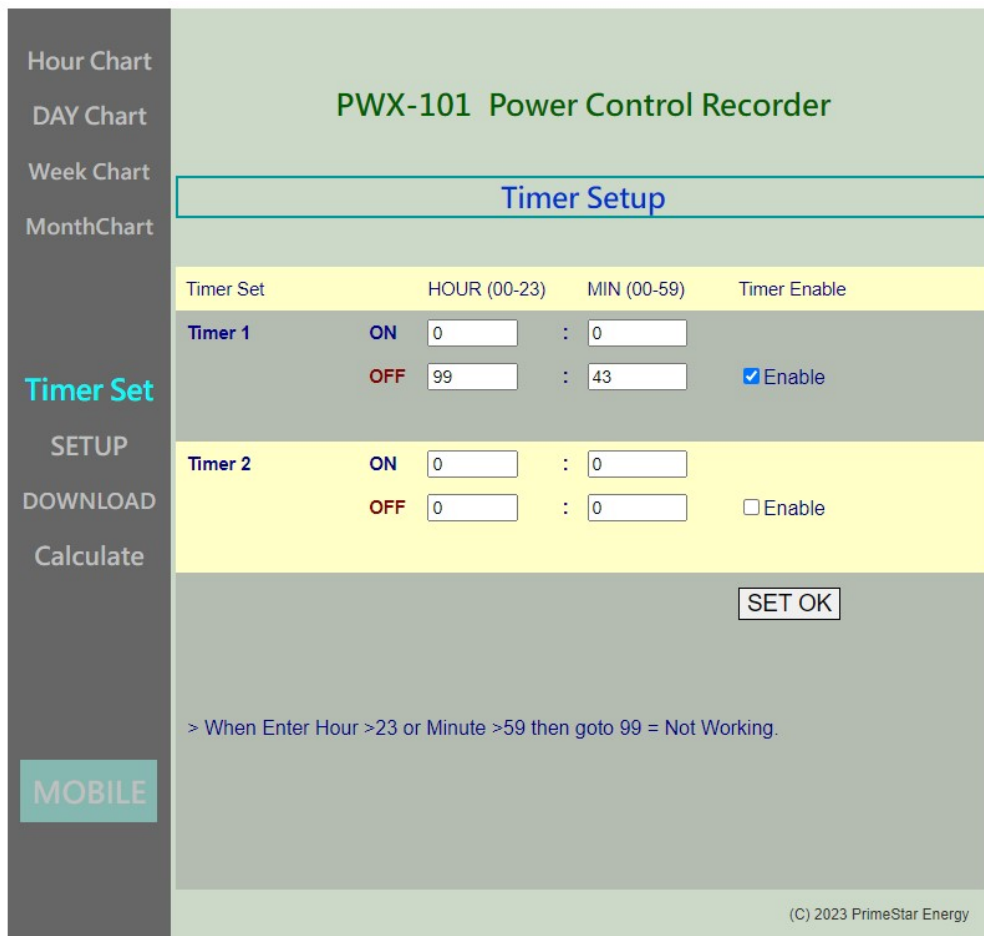 Hour Chart
DAY Chart
Week Chart
MonthChart
Timer Set
SETUP
DOWNLOAD
Calculate
MOBILE
PWX-101 Power Control Recorder
Timer Setup
Timer Set HOUR (00-23) MIN (00-59) Timer Enable
Timer 1 ON 0 : 0
OFF 99 : 43 Enable
Timer 2 ON 0 : 0
OFF 0 : 0 Enable
SET OK
> When Enter Hour >23 or Minute >59 then goto 99 = Not Working.
(C) 2023 PrimeStar Energy